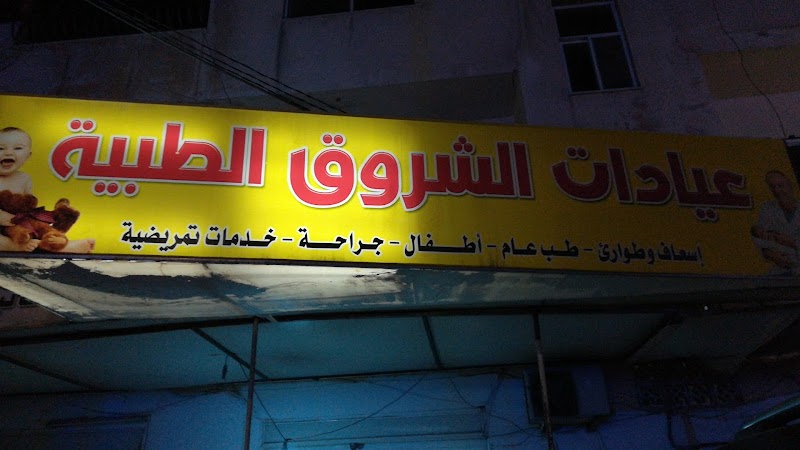 عيادات الشروق الطبية
إسعاف وطوارئ - طب عام - أطفال - جراحة - خدمات تمريضية